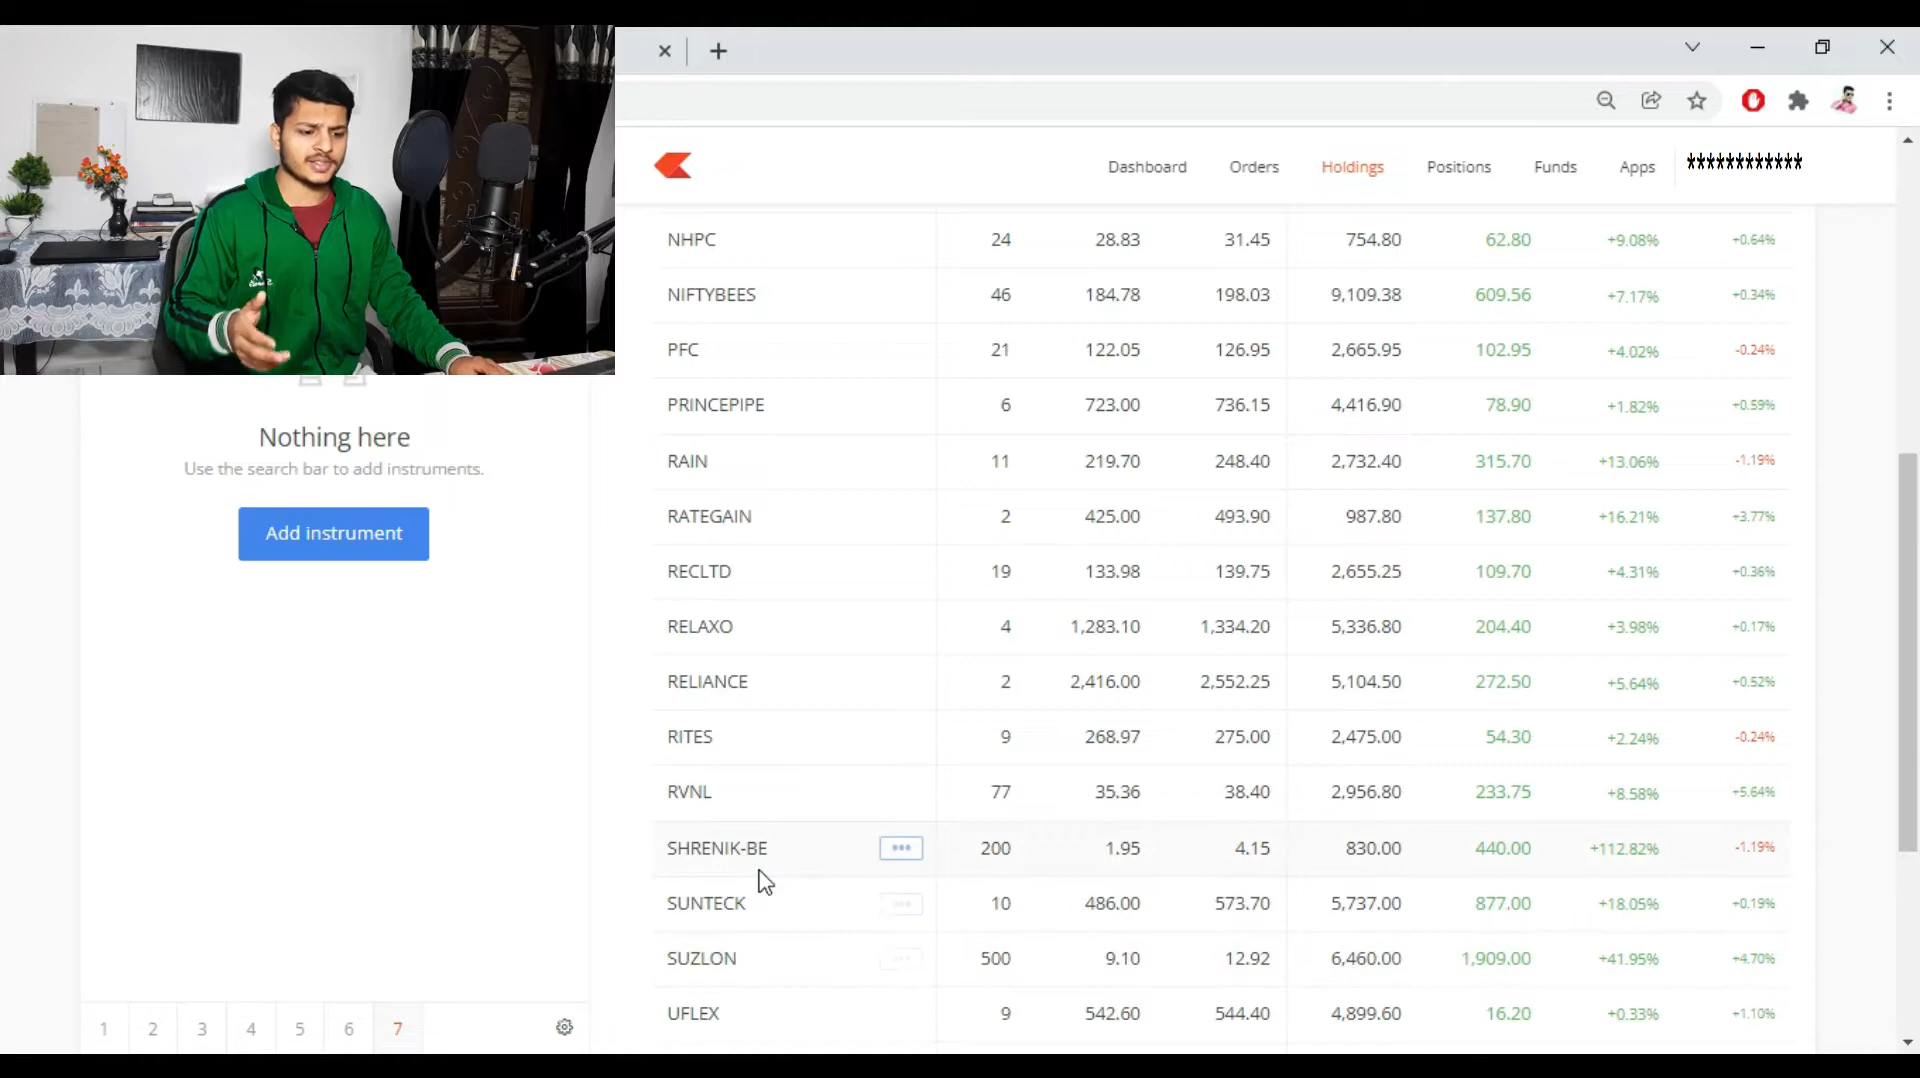 Dashboard Orders Holdings Positions Funds Apps ************
NHPC 24 28.83 31.45 754.80 62.80 +9.08% +0.64%
NIFTYBEES 46 184.78 198.03 9,109.38 609.56 +7.17% +0.34%
PFC 21 122.05 126.95 2,665.95 102.95 +4.02% -0.24%
PRINCEPIPE 6 723.00 736.15 4,416.90 78.90 +1.82% +0.59%
RAIN 11 219.70 248.40 2,732.40 315.70 +13.06% -1.19%
RATEGAIN 2 425.00 493.90 987.80 137.80 +16.21% +3.77%
RECLTD 19 133.98 139.75 2,655.25 109.70 +4.31% +0.36%
RELAXO 4 1,283.10 1,334.20 5,336.80 204.40 +3.98% +0.17%
RELIANCE 2 2,416.00 2,552.25 5,104.50 272.50 +5.64% +0.52%
RITES 9 268.97 275.00 2,475.00 54.30 +2.24% -0.24%
RVNL 77 35.36 38.40 2,956.80 233.75 +8.58% +5.64%
SHRENIK-BE ••• 200 1.95 4.15 830.00 440.00 +112.82% -1.19%
SUNTECK 10 486.00 573.70 5,737.00 877.00 +18.05% +0.19%
SUZLON 500 9.10 12.92 6,460.00 1,909.00 +41.95% +4.70%
UFLEX 9 542.60 544.40 4,899.60 16.20 +0.33% +1.10%
Nothing here
Use the search bar to add instruments.
Add instrument
1 2 3 4 5 6 7